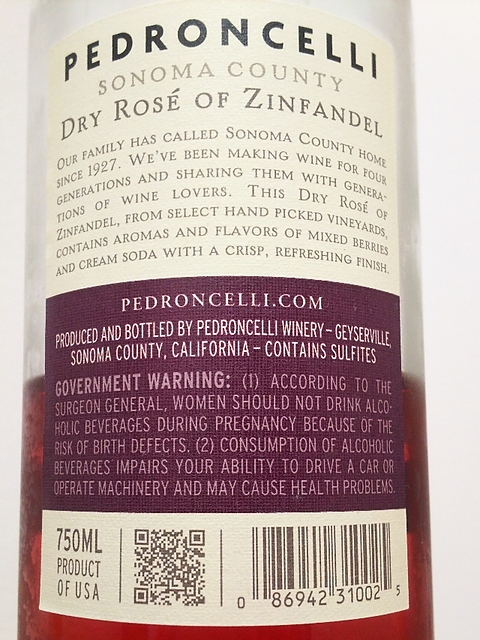 PEDRONCELLI
SONOMA COUNTY
DRY ROSÉ OF ZINFANDEL
OUR FAMILY HAS CALLED SONOMA COUNTY HOME
SINCE 1927. WE'VE BEEN MAKING WINE FOR FOUR
GENERATIONS AND SHARING THEM WITH GENERA-
TIONS OF WINE LOVERS. THIS DRY ROSÉ OF
ZINFANDEL, FROM SELECT HAND PICKED VINEYARDS,
CONTAINS AROMAS AND FLAVORS OF MIXED BERRIES
AND CREAM SODA WITH A CRISP, REFRESHING FINISH.
PEDRONCELLI.COM
PRODUCED AND BOTTLED BY PEDRONCELLI WINERY – GEYSERVILLE,
SONOMA COUNTY, CALIFORNIA – CONTAINS SULFITES
GOVERNMENT WARNING: (1) ACCORDING TO THE
SURGEON GENERAL, WOMEN SHOULD NOT DRINK ALCO-
HOLIC BEVERAGES DURING PREGNANCY BECAUSE OF THE
RISK OF BIRTH DEFECTS. (2) CONSUMPTION OF ALCOHOLIC
BEVERAGES IMPAIRS YOUR ABILITY TO DRIVE A CAR OR
OPERATE MACHINERY AND MAY CAUSE HEALTH PROBLEMS.
750ML
PRODUCT
OF USA
0 86942 31002 5